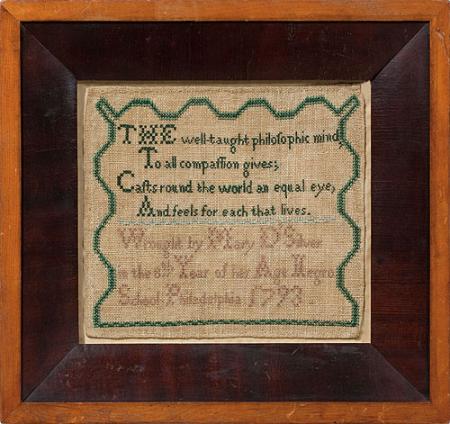 THE well-taught philoſophic mind,
To all compaſſion gives;
Caſts round the world an equal eye,
And feels for each that lives.
Wrought by Mary D'Silver
in the 8th Year of her Age Negro
School Philadelphia 1793.